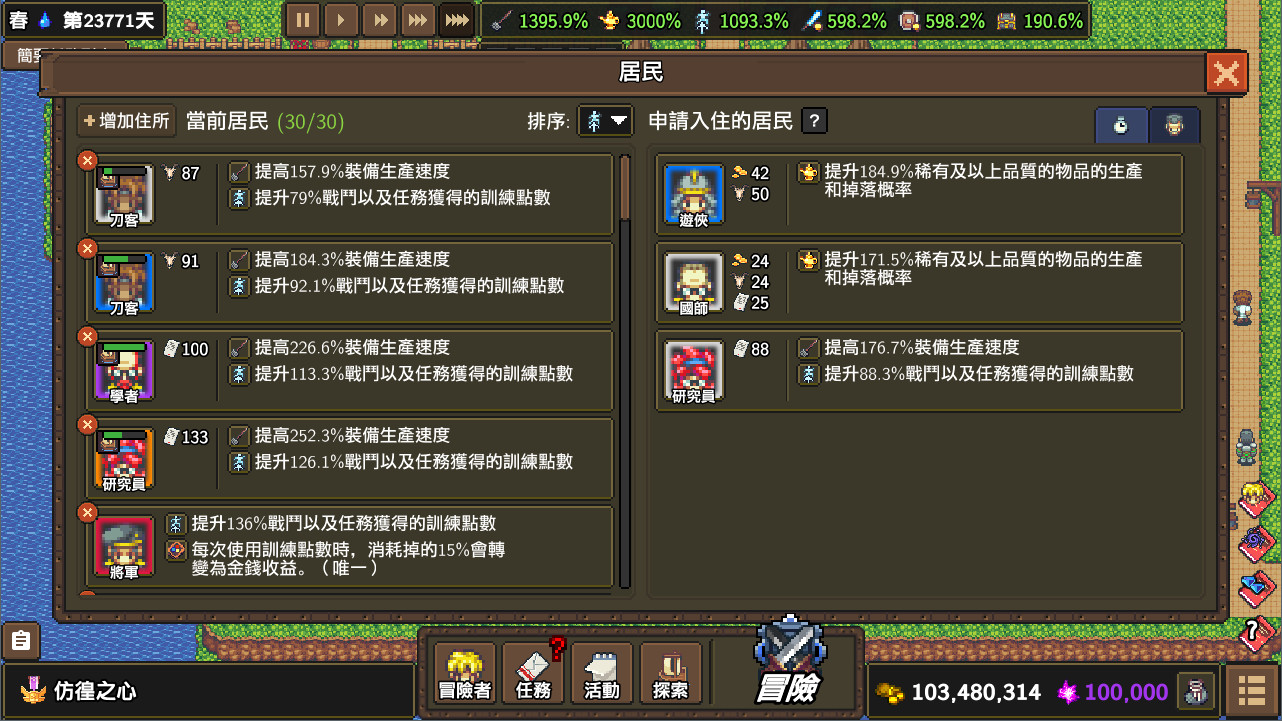 春 第23771天
1395.9% 3000% 1093.3% 598.2% 598.2% 190.6%
居民
+增加住所 當前居民 (30/30) 排序:
申請入住的居民 ?
刀客 87
提高157.9%裝備生產速度
提升79%戰鬥以及任務獲得的訓練點數
刀客 91
提高184.3%裝備生產速度
提升92.1%戰鬥以及任務獲得的訓練點數
學者 100
提高226.6%裝備生產速度
提升113.3%戰鬥以及任務獲得的訓練點數
研究員 133
提高252.3%裝備生產速度
提升126.1%戰鬥以及任務獲得的訓練點數
將軍
提升136%戰鬥以及任務獲得的訓練點數
每次使用訓練點數時，消耗掉的15%會轉
變為金錢收益。（唯一）
遊俠 42
50
提升184.9%稀有及以上品質的物品的生產
和掉落概率
國師 24
24
25
提升171.5%稀有及以上品質的物品的生產
和掉落概率
研究員 88
提高176.7%裝備生產速度
提升88.3%戰鬥以及任務獲得的訓練點數
仿徨之心
冒險者 任務 活動 探索 冒險
?
?
103,480,314 100,000